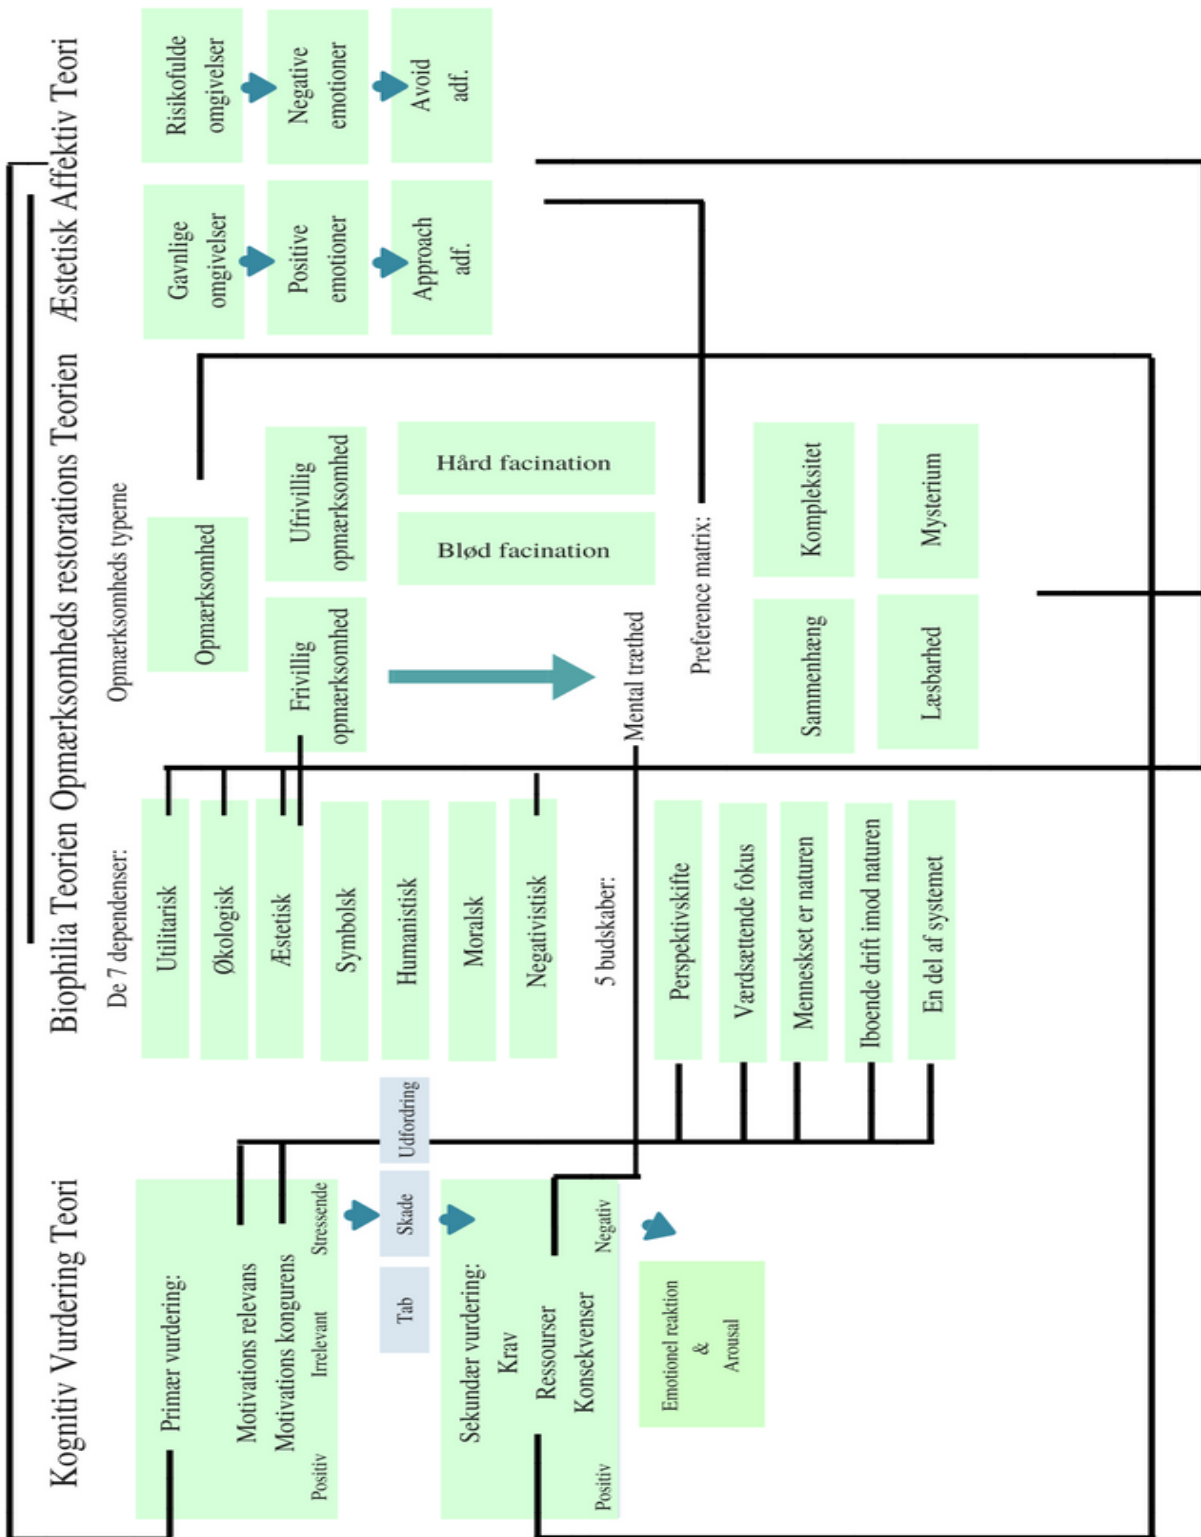 Kognitiv Vurdering Teori
Primær vurdering:
Motivations relevans
Motivations kongurens
Positiv
Irrelevant
Stressende
Tab
Skade
Udfordring
Sekundær vurdering:
Krav
Ressourser
Konsekvenser
Positiv
Negativ
Emotionel reaktion
&
Arousal
Biophilia Teorien
De 7 dependenser:
Utilitarisk
Økologisk
Æstetisk
Symbolsk
Humanistisk
Moralsk
Negativistisk
5 budskaber:
Perspektivskifte
Værdsættende fokus
Menneskset er naturen
Iboende drift imod naturen
En del af systemet
Opmærksomheds restorations Teorien
Opmærksomheds typerne
Opmærksomhed
Frivillig
opmærksomhed
Ufrivillig
opmærksomhed
Blød facination
Hård facination
Mental træthed
Preference matrix:
Sammenhæng
Kompleksitet
Læsbarhed
Mysterium
Æstetisk Affektiv Teori
Gavnlige
omgivelser
Positive
emotioner
Approach
adf.
Risikofulde
omgivelser
Negative
emotioner
Avoid
adf.